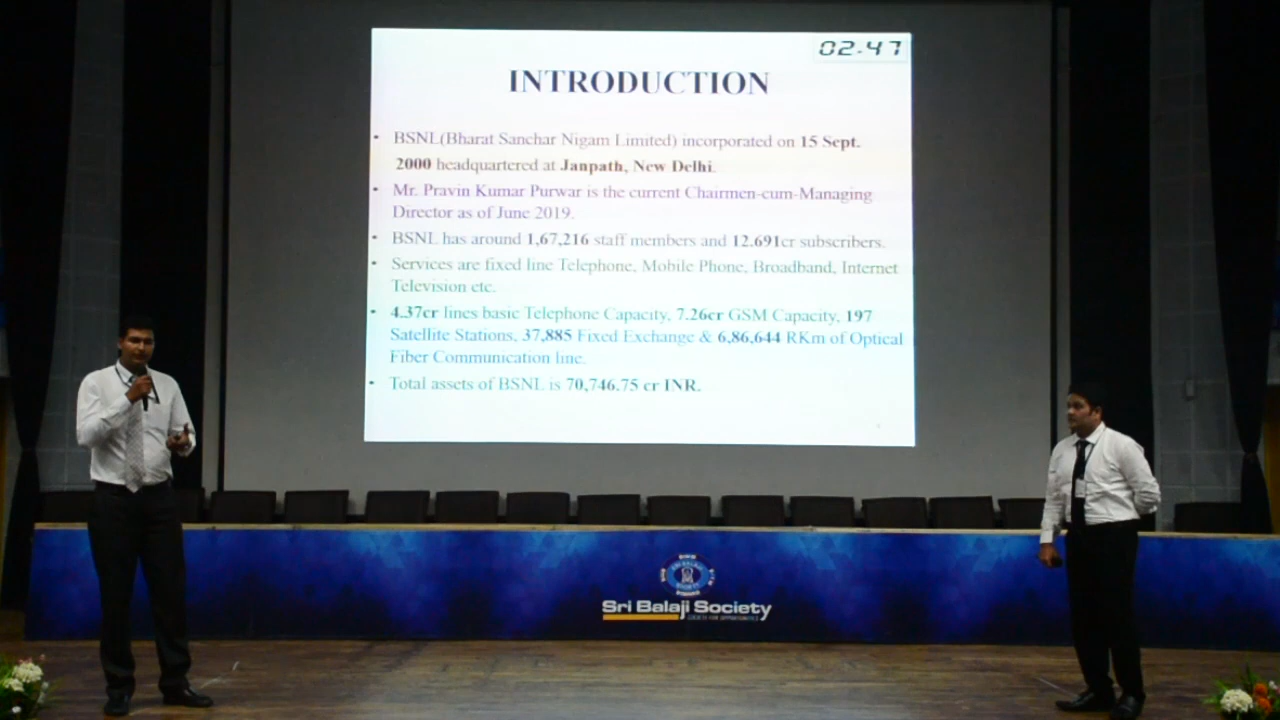 02-47
INTRODUCTION
• BSNL(Bharat Sanchar Nigam Limited) incorporated on 15 Sept.
2000 headquartered at Janpath, New Delhi.
• Mr. Pravin Kumar Purwar is the current Chairmen-cum-Managing
Director as of June 2019.
• BSNL has around 1,67,216 staff members and 12.691cr subscribers.
• Services are fixed line Telephone, Mobile Phone, Broadband, Internet
Television etc.
• 4.37cr lines basic Telephone Capacity, 7.26cr GSM Capacity, 197
Satellite Stations, 37,885 Fixed Exchange & 6,86,644 RKm of Optical
Fiber Communication line.
• Total assets of BSNL is 70,746.75 cr INR.
Sri Balaji Society